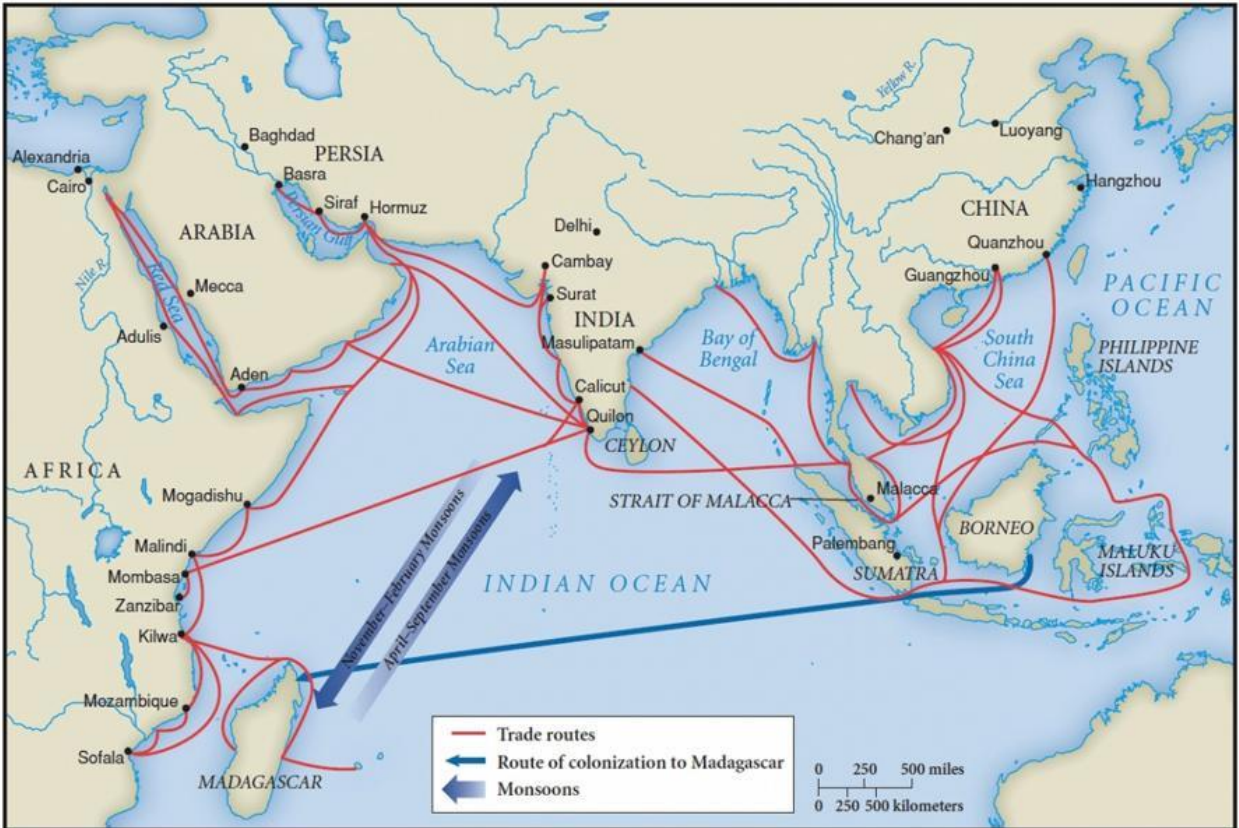 Yellow R.
Chang'an
Luoyang
Baghdad
PERSIA
Alexandria
Cairo
Basra
Hangzhou
Siraf
Hormuz
Persian Gulf
CHINA
ARABIA
Delhi
Quanzhou
Cambay
Guangzhou
Nile R.
Red Sea
Mecca
Surat
PACIFIC
OCEAN
INDIA
Adulis
Masulipatam
Bay of
Bengal
South
China
Sea
Arabian
Sea
PHILIPPINE
ISLANDS
Aden
Calicut
Quilon
CEYLON
AFRICA
Mogadishu
STRAIT OF MALACCA
Malacca
November–February Monsoons
April–September Monsoons
BORNEO
Malindi
Palembang
MALUKU
ISLANDS
Mombasa
SUMATRA
INDIAN OCEAN
Zanzibar
Kilwa
Mozambique
Sofala
MADAGASCAR
Trade routes
Route of colonization to Madagascar
Monsoons
0 500 miles
0 250 500 kilometers